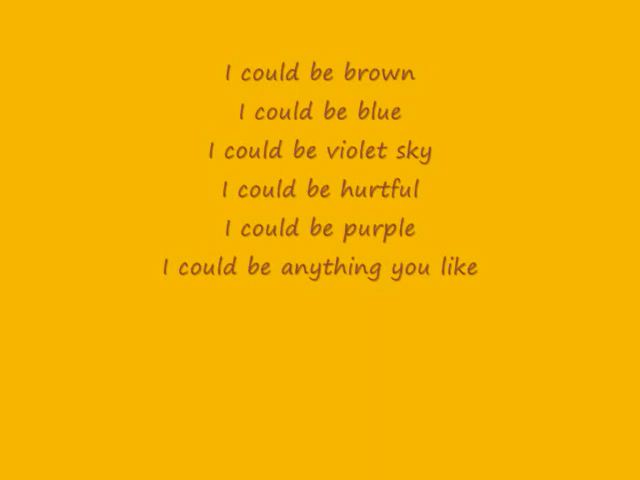 I could be brown
I could be blue
I could be violet sky
I could be hurtful
I could be purple
I could be anything you like